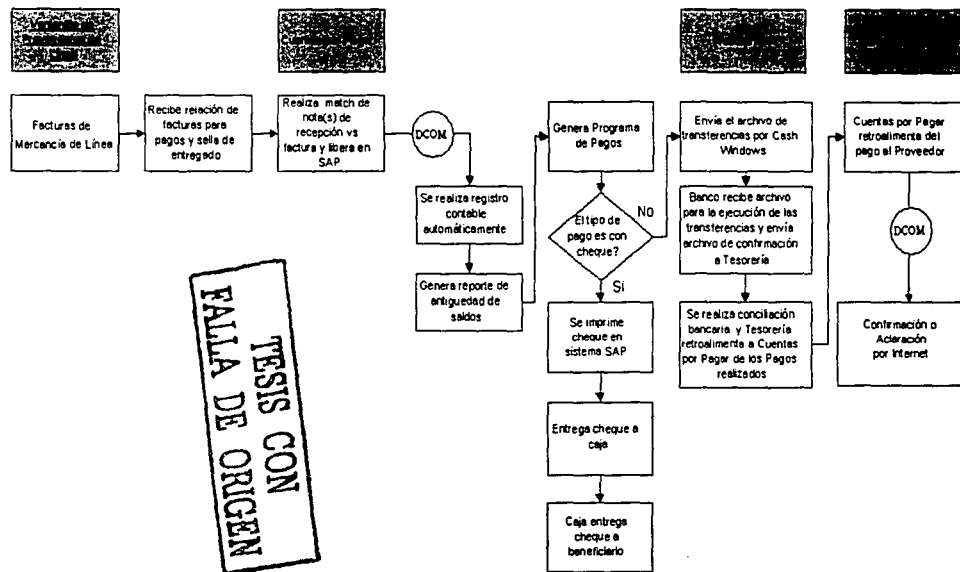 Facturas de
Mercancía de Línea
Recibe relación de
facturas para
pagos y sella de
entregado
Realiza match de
nota(s) de
recepción vs
factura y libera en
SAP
DCOM
Se realiza registro
contable
automáticamente
Genera reporte de
antiguedad de
saldos
Genera Programa
de Pagos
El tipo de
pago es con
cheque?
No
Si
Se imprime
cheque en
sistema SAP
Entrega cheque a
caja
Caja entrega
cheque a
beneficiario
Envía el archivo de
transferencias por Cash
Windows
Banco recibe archivo
para la ejecución de las
transferencias y envía
archivo de confirmación
a Tesorería
Se realiza conciliación
bancaria y Tesorería
retroalimenta a Cuentas
por Pagar de los Pagos
realizados
Cuentas por Pagar
retroalimenta del
pago al Proveedor
DCOM
Confirmación o
Aclaración
por Internet
TESIS CON
FALLA DE ORIGEN